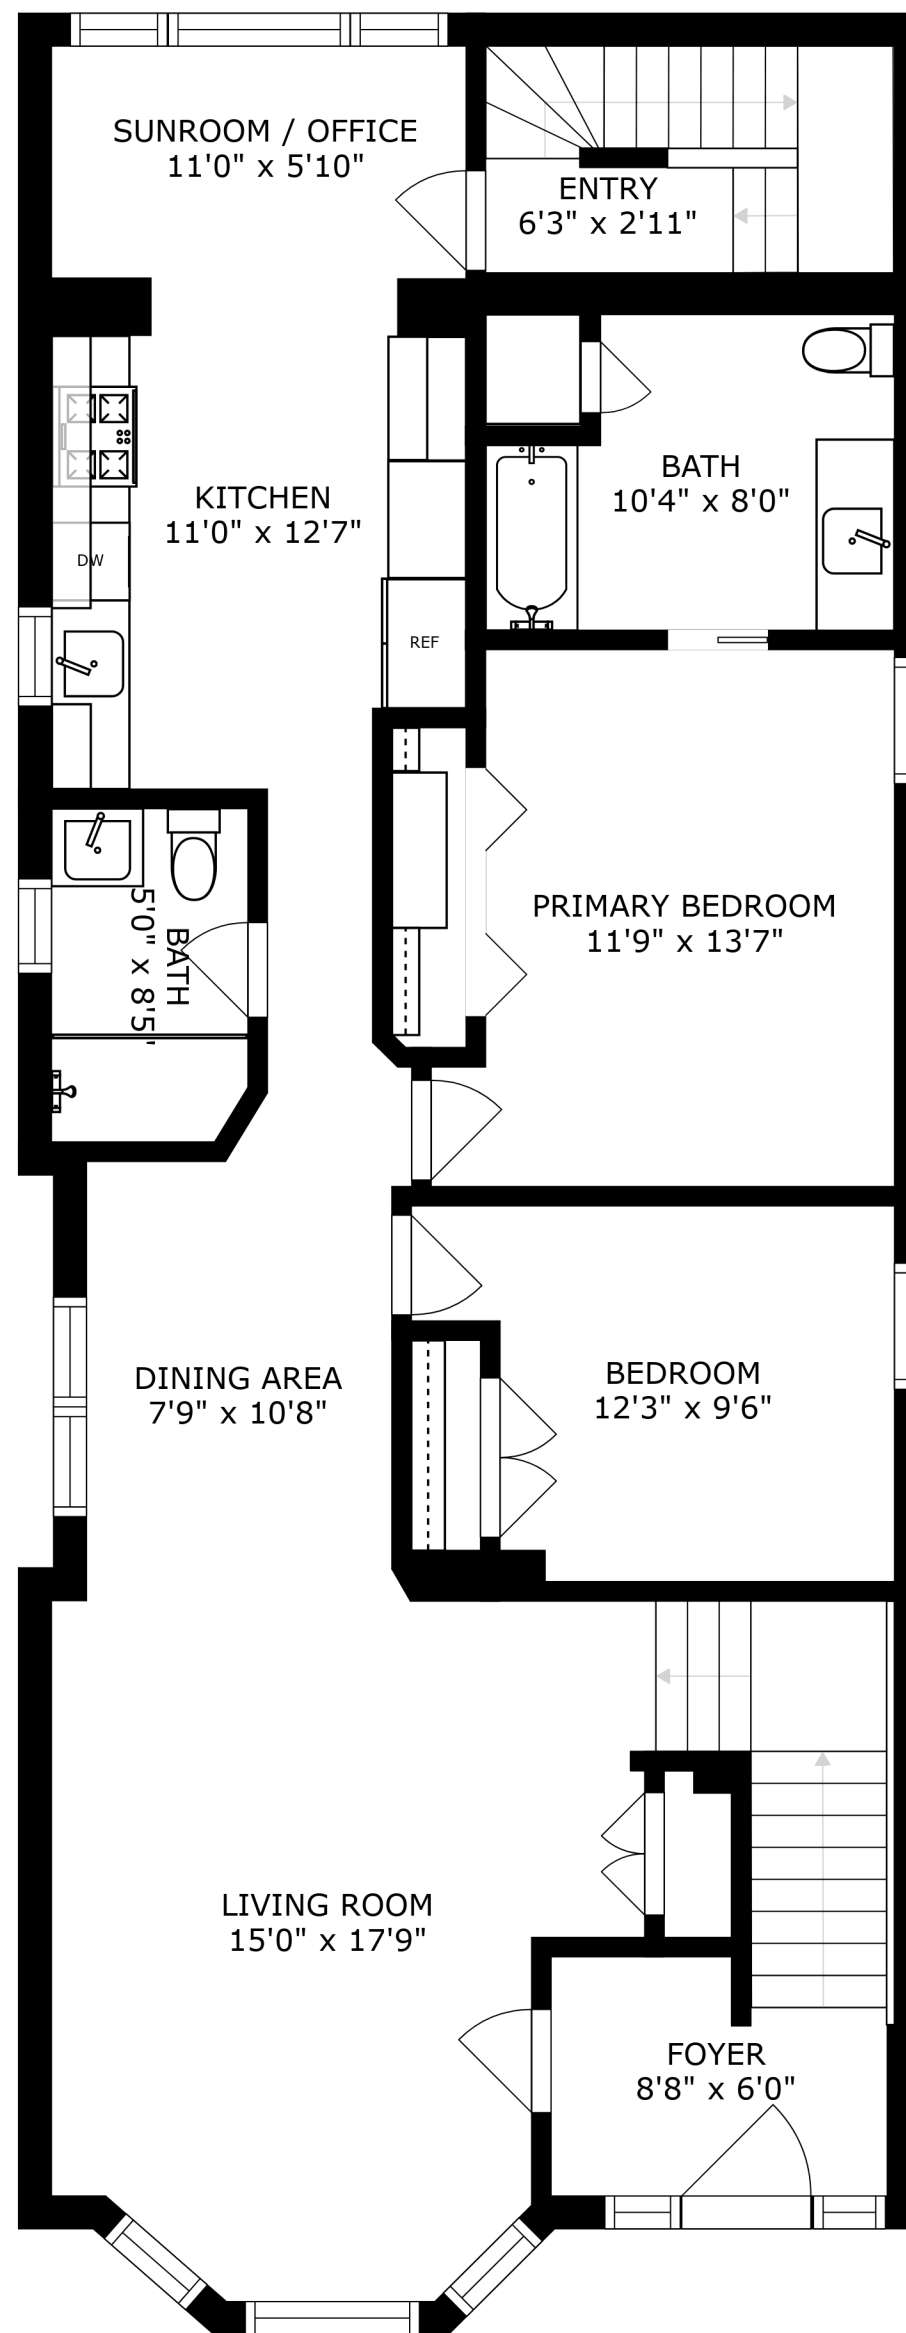 SUNROOM / OFFICE
11'0" x 5'10"
ENTRY
6'3" x 2'11"
BATH
10'4" x 8'0"
KITCHEN
11'0" x 12'7"
DW
REF
PRIMARY BEDROOM
11'9" x 13'7"
BATH
5'0" x 8'5"
DINING AREA
7'9" x 10'8"
BEDROOM
12'3" x 9'6"
LIVING ROOM
15'0" x 17'9"
FOYER
8'8" x 6'0"